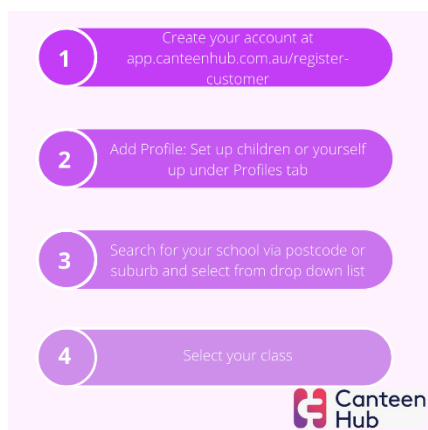 1
Create your account at
app.canteenhub.com.au/register-
customer
2
Add Profile: Set up children or yourself
up under Profiles tab
3
Search for your school via postcode or
suburb and select from drop down list
4
Select your class
Canteen
Hub